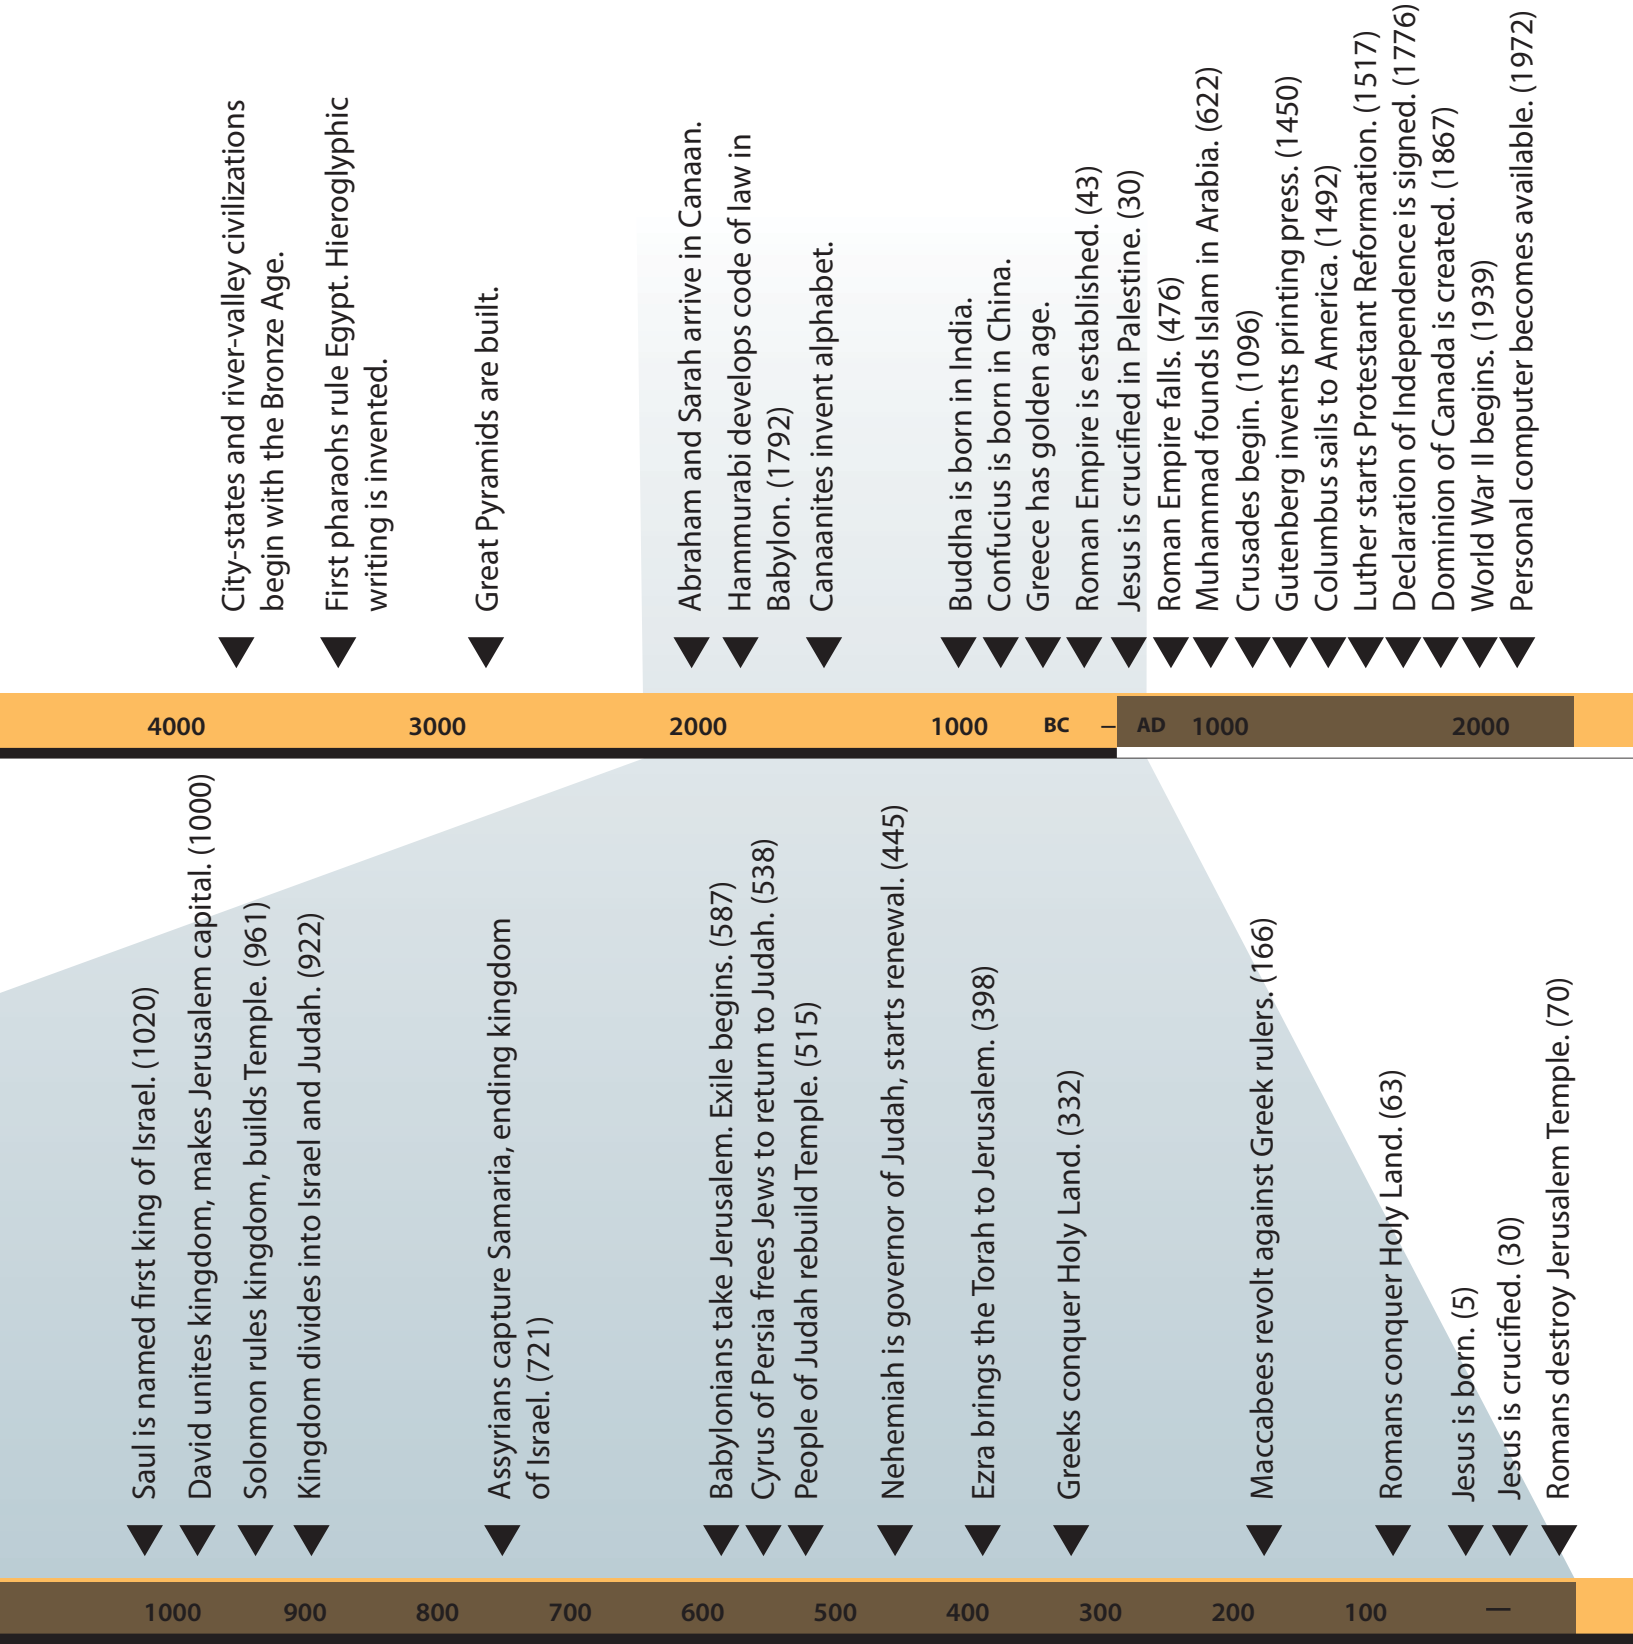 City-states and river-valley civilizations
begin with the Bronze Age.
First pharaohs rule Egypt. Hieroglyphic
writing is invented.
Great Pyramids are built.
Abraham and Sarah arrive in Canaan.
Hammurabi develops code of law in
Babylon. (1792)
Canaanites invent alphabet.
Buddha is born in India.
Confucius is born in China.
Greece has golden age.
Roman Empire is established. (43)
Jesus is crucified in Palestine. (30)
Roman Empire falls. (476)
Muhammad founds Islam in Arabia. (622)
Crusades begin. (1096)
Gutenberg invents printing press. (1450)
Columbus sails to America. (1492)
Luther starts Protestant Reformation. (1517)
Declaration of Independence is signed. (1776)
Dominion of Canada is created. (1867)
World War II begins. (1939)
Personal computer becomes available. (1972)
4000 3000 2000 1000 BC – AD 1000 2000
Saul is named first king of Israel. (1020)
David unites kingdom, makes Jerusalem capital. (1000)
Solomon rules kingdom, builds Temple. (961)
Kingdom divides into Israel and Judah. (922)
Assyrians capture Samaria, ending kingdom
of Israel. (721)
Babylonians take Jerusalem. Exile begins. (587)
Cyrus of Persia frees Jews to return to Judah. (538)
People of Judah rebuild Temple. (515)
Nehemiah is governor of Judah, starts renewal. (445)
Ezra brings the Torah to Jerusalem. (398)
Greeks conquer Holy Land. (332)
Maccabees revolt against Greek rulers. (166)
Romans conquer Holy Land. (63)
Jesus is born. (5)
Jesus is crucified. (30)
Romans destroy Jerusalem Temple. (70)
1000 900 800 700 600 500 400 300 200 100 —